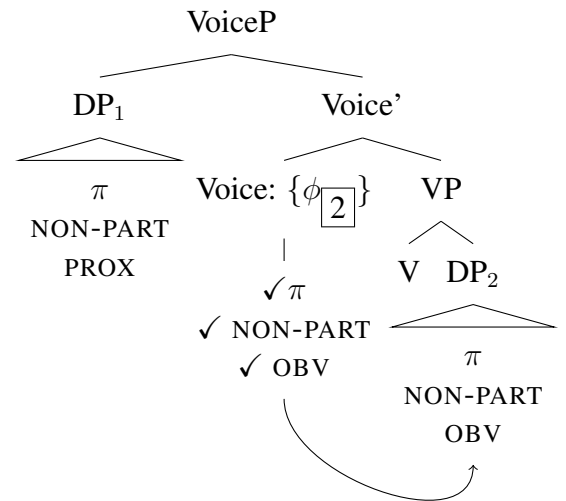 VoiceP
DP₁ Voice’
π
NON-PART
PROX
Voice: {ϕ 2} VP
✓π
✓ NON-PART
✓ OBV
V DP₂
π
NON-PART
OBV